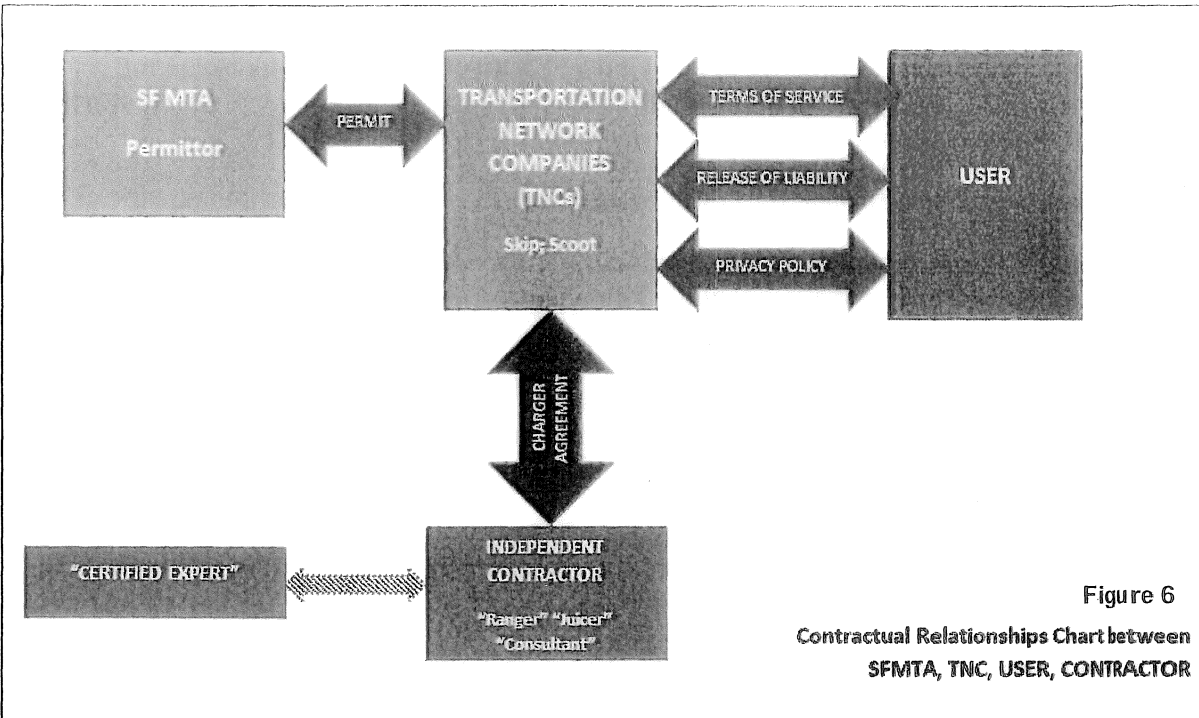 SF MTA
Permittor
PERMIT
TRANSPORTATION
NETWORK
COMPANIES
(TNCs)
Skip; Scoot
TERMS OF SERVICE
RELEASE OF LIABILITY
PRIVACY POLICY
USER
CHARGER
AGREEMENT
"CERTIFIED EXPERT"
INDEPENDENT
CONTRACTOR
"Ranger" "Juicer"
"Consultant"
Figure 6
Contractual Relationships Chart between
SFMTA, TNC, USER, CONTRACTOR